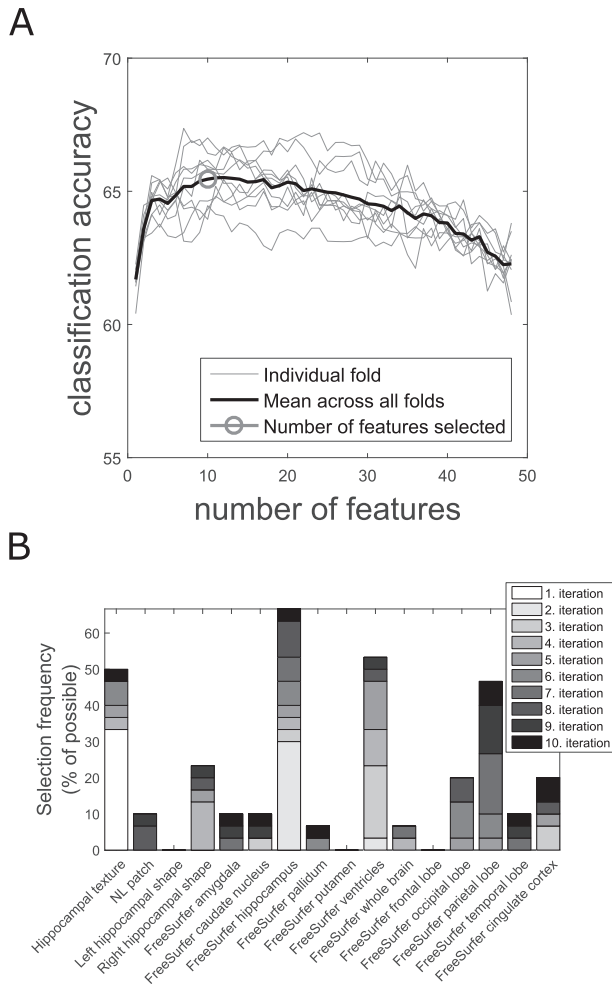 A
classification accuracy
70
65
60
55
Individual fold
Mean across all folds
Number of features selected
0 10 20 30 40 50
number of features
B
Selection frequency
(% of possible)
60
50
40
30
20
10
0
1. iteration
2. iteration
3. iteration
4. iteration
5. iteration
6. iteration
7. iteration
8. iteration
9. iteration
10. iteration
Hippocampal texture
NL patch
Left hippocampal shape
Right hippocampal shape
FreeSurfer amygdala
FreeSurfer caudate nucleus
FreeSurfer hippocampus
FreeSurfer pallidum
FreeSurfer putamen
FreeSurfer ventricles
FreeSurfer whole brain
FreeSurfer frontal lobe
FreeSurfer occipital lobe
FreeSurfer parietal lobe
FreeSurfer temporal lobe
FreeSurfer cingulate cortex